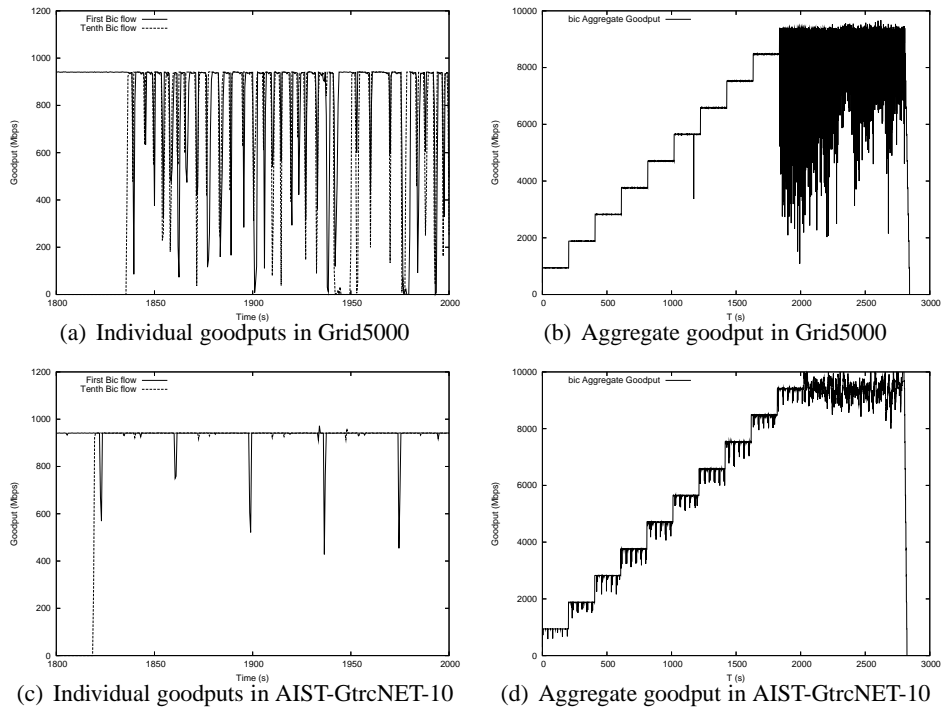 First Bic flow
Tenth Bic flow
1200
1000
800
600
400
200
0
Goodput (Mbps)
1800 1850 1900 1950 2000
Time (s)
(a) Individual goodputs in Grid5000
bic Aggregate Goodput
10000
8000
6000
4000
2000
0
Goodput (Mbps)
0 500 1000 1500 2000 2500 3000
T (s)
(b) Aggregate goodput in Grid5000
First Bic flow
Tenth Bic flow
1200
1000
800
600
400
200
0
Goodput (Mbps)
1800 1850 1900 1950 2000
Time (s)
(c) Individual goodputs in AIST-GtrcNET-10
bic Aggregate Goodput
10000
8000
6000
4000
2000
0
Goodput (Mbps)
0 500 1000 1500 2000 2500 3000
T (s)
(d) Aggregate goodput in AIST-GtrcNET-10